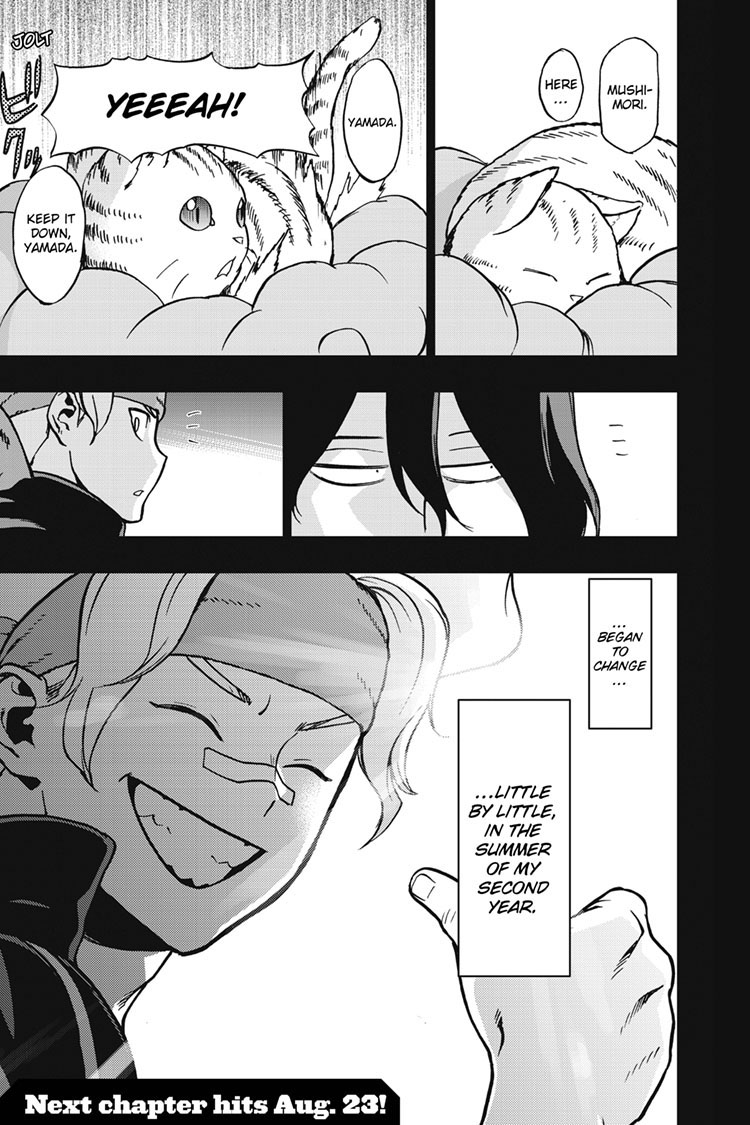 MUSHI-
MORI.
HERE
...
YAMADA.
YEEEAH!
JOLT
ビクッ
KEEP IT
DOWN,
YAMADA.
...
BEGAN
TO
CHANGE
...
...LITTLE
BY LITTLE,
IN THE
SUMMER
OF MY
SECOND
YEAR.
Next chapter hits Aug. 23!